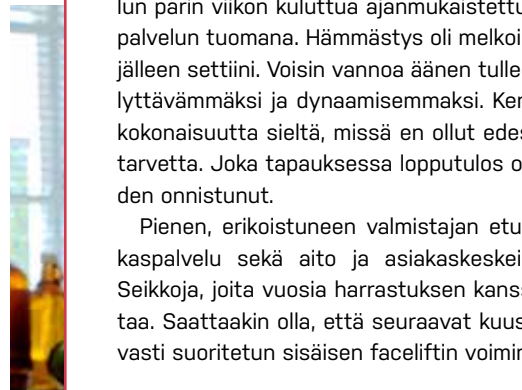 lun parin viikon kuluttua ajanmukaistettu
palvelun tuomana. Hämmästys oli melkoi
jälleen settiini. Voisin vannoa äänen tulle
lyttävämmäksi ja dynaamisemmaksi. Ker
kokonaisuutta sieltä, missä en ollut edes
tarvetta. Joka tapauksessa lopputulos o
den onnistunut.
Pienen, erikoistuneen valmistajan etu
kaspalvelu sekä aito ja asiakaskeskei
Seikkoja, joita vuosia harrastuksen kanss
taa. Saattaakin olla, että seuraavat kuus
vasti suoritetun sisäisen faceliftin voimin